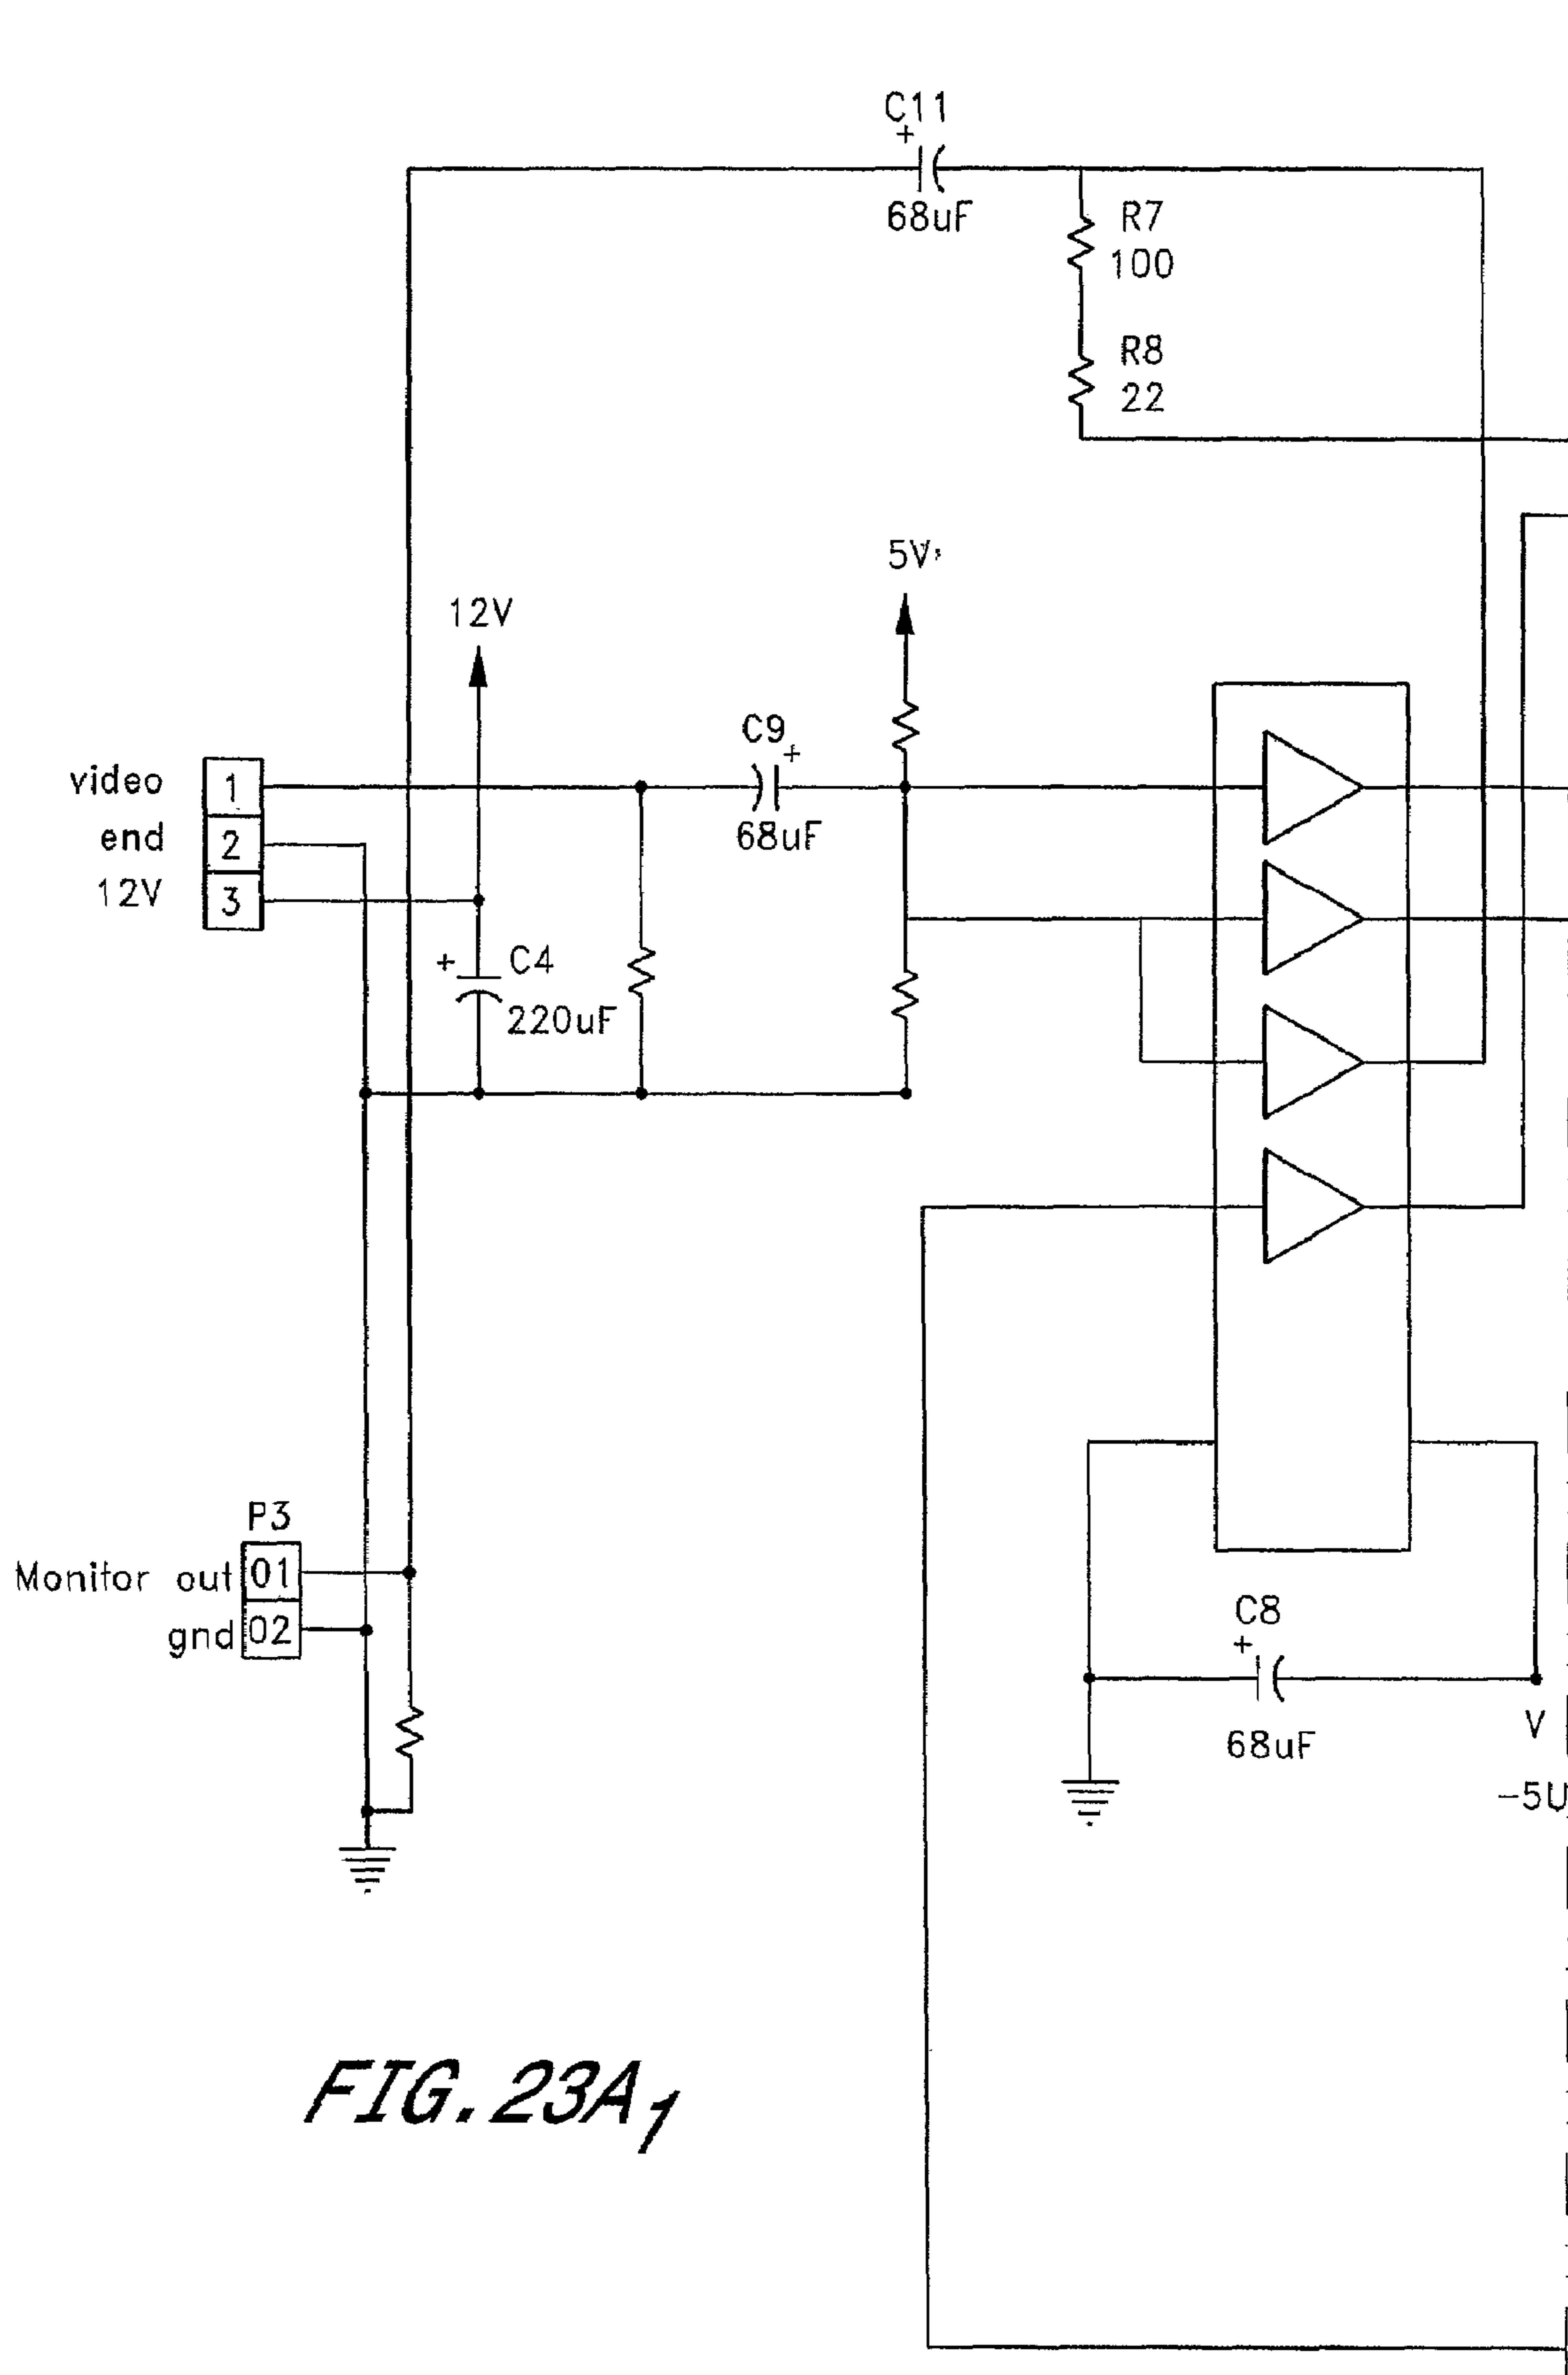 C11
+
68uF
R7
100
R8
22
5V
12V
C9
+
68uF
video
end
12V
1
2
3
+
C4
220uF
P3
Monitor out
01
gnd
02
C8
+
68uF
V
-5U
FIG. 23A1